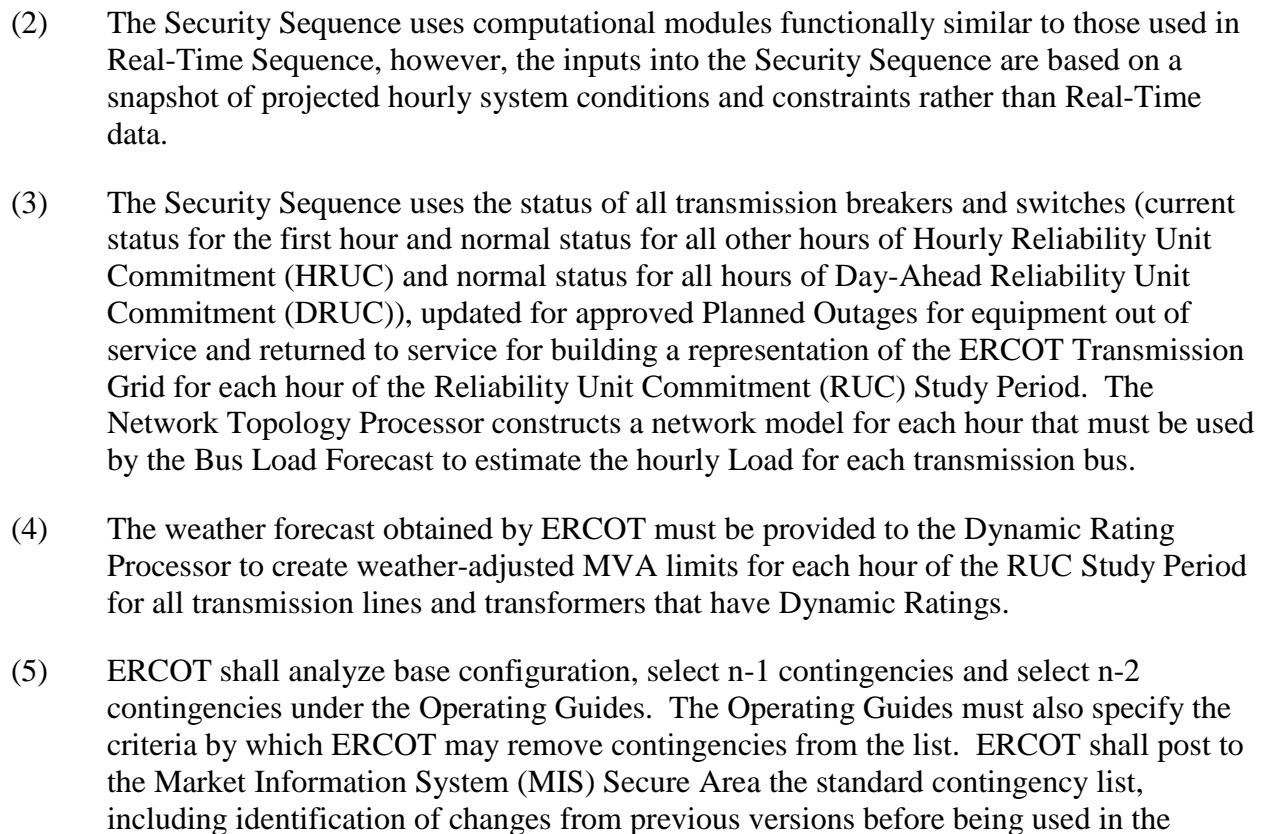 (2) The Security Sequence uses computational modules functionally similar to those used in
Real-Time Sequence, however, the inputs into the Security Sequence are based on a
snapshot of projected hourly system conditions and constraints rather than Real-Time
data.
(3) The Security Sequence uses the status of all transmission breakers and switches (current
status for the first hour and normal status for all other hours of Hourly Reliability Unit
Commitment (HRUC) and normal status for all hours of Day-Ahead Reliability Unit
Commitment (DRUC)), updated for approved Planned Outages for equipment out of
service and returned to service for building a representation of the ERCOT Transmission
Grid for each hour of the Reliability Unit Commitment (RUC) Study Period. The
Network Topology Processor constructs a network model for each hour that must be used
by the Bus Load Forecast to estimate the hourly Load for each transmission bus.
(4) The weather forecast obtained by ERCOT must be provided to the Dynamic Rating
Processor to create weather-adjusted MVA limits for each hour of the RUC Study Period
for all transmission lines and transformers that have Dynamic Ratings.
(5) ERCOT shall analyze base configuration, select n-1 contingencies and select n-2
contingencies under the Operating Guides. The Operating Guides must also specify the
criteria by which ERCOT may remove contingencies from the list. ERCOT shall post to
the Market Information System (MIS) Secure Area the standard contingency list,
including identification of changes from previous versions before being used in the